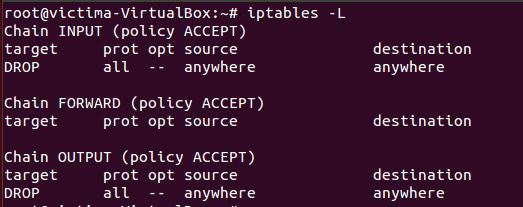 root@victima-VirtualBox:~# iptables -L
Chain INPUT (policy ACCEPT)
target     prot opt source               destination
DROP       all  --  anywhere             anywhere

Chain FORWARD (policy ACCEPT)
target     prot opt source               destination

Chain OUTPUT (policy ACCEPT)
target     prot opt source               destination
DROP       all  --  anywhere             anywhere